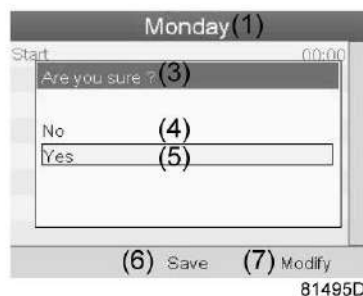 Monday(1)
Start 00:00
Are you sure ?(3)
No (4)
Yes (5)
(6) Save (7) Modify
81495D